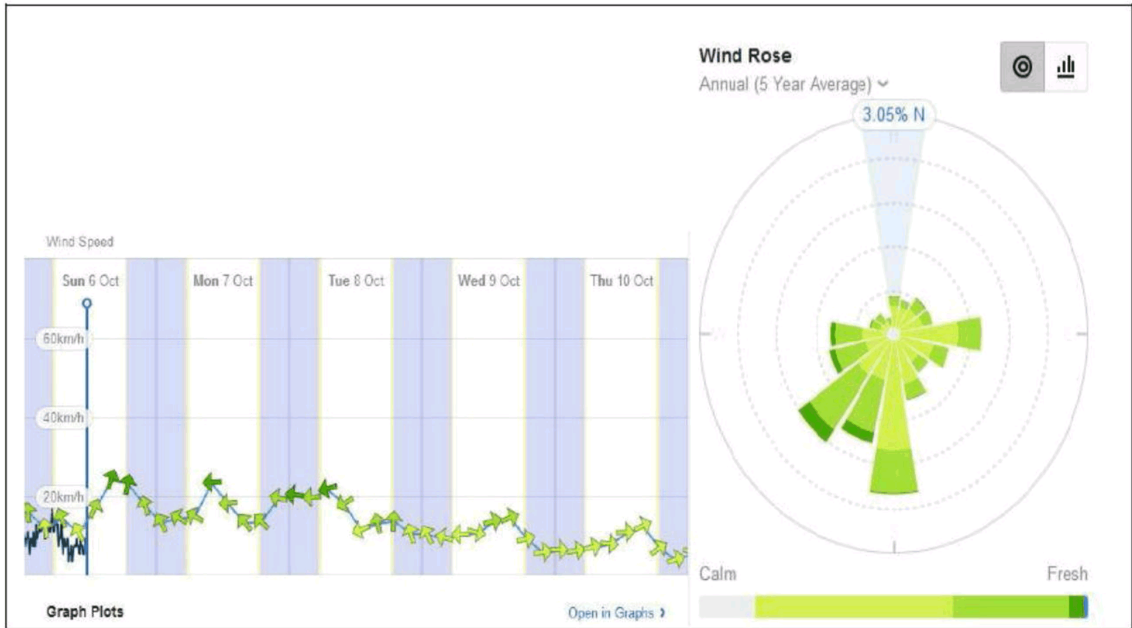 Wind Rose
Annual (5 Year Average)
3.05% N
Wind Speed
Sun 6 Oct
Mon 7 Oct
Tue 8 Oct
Wed 9 Oct
Thu 10 Oct
60km/h
40km/h
20km/h
Calm
Fresh
Graph Plots
Open in Graphs